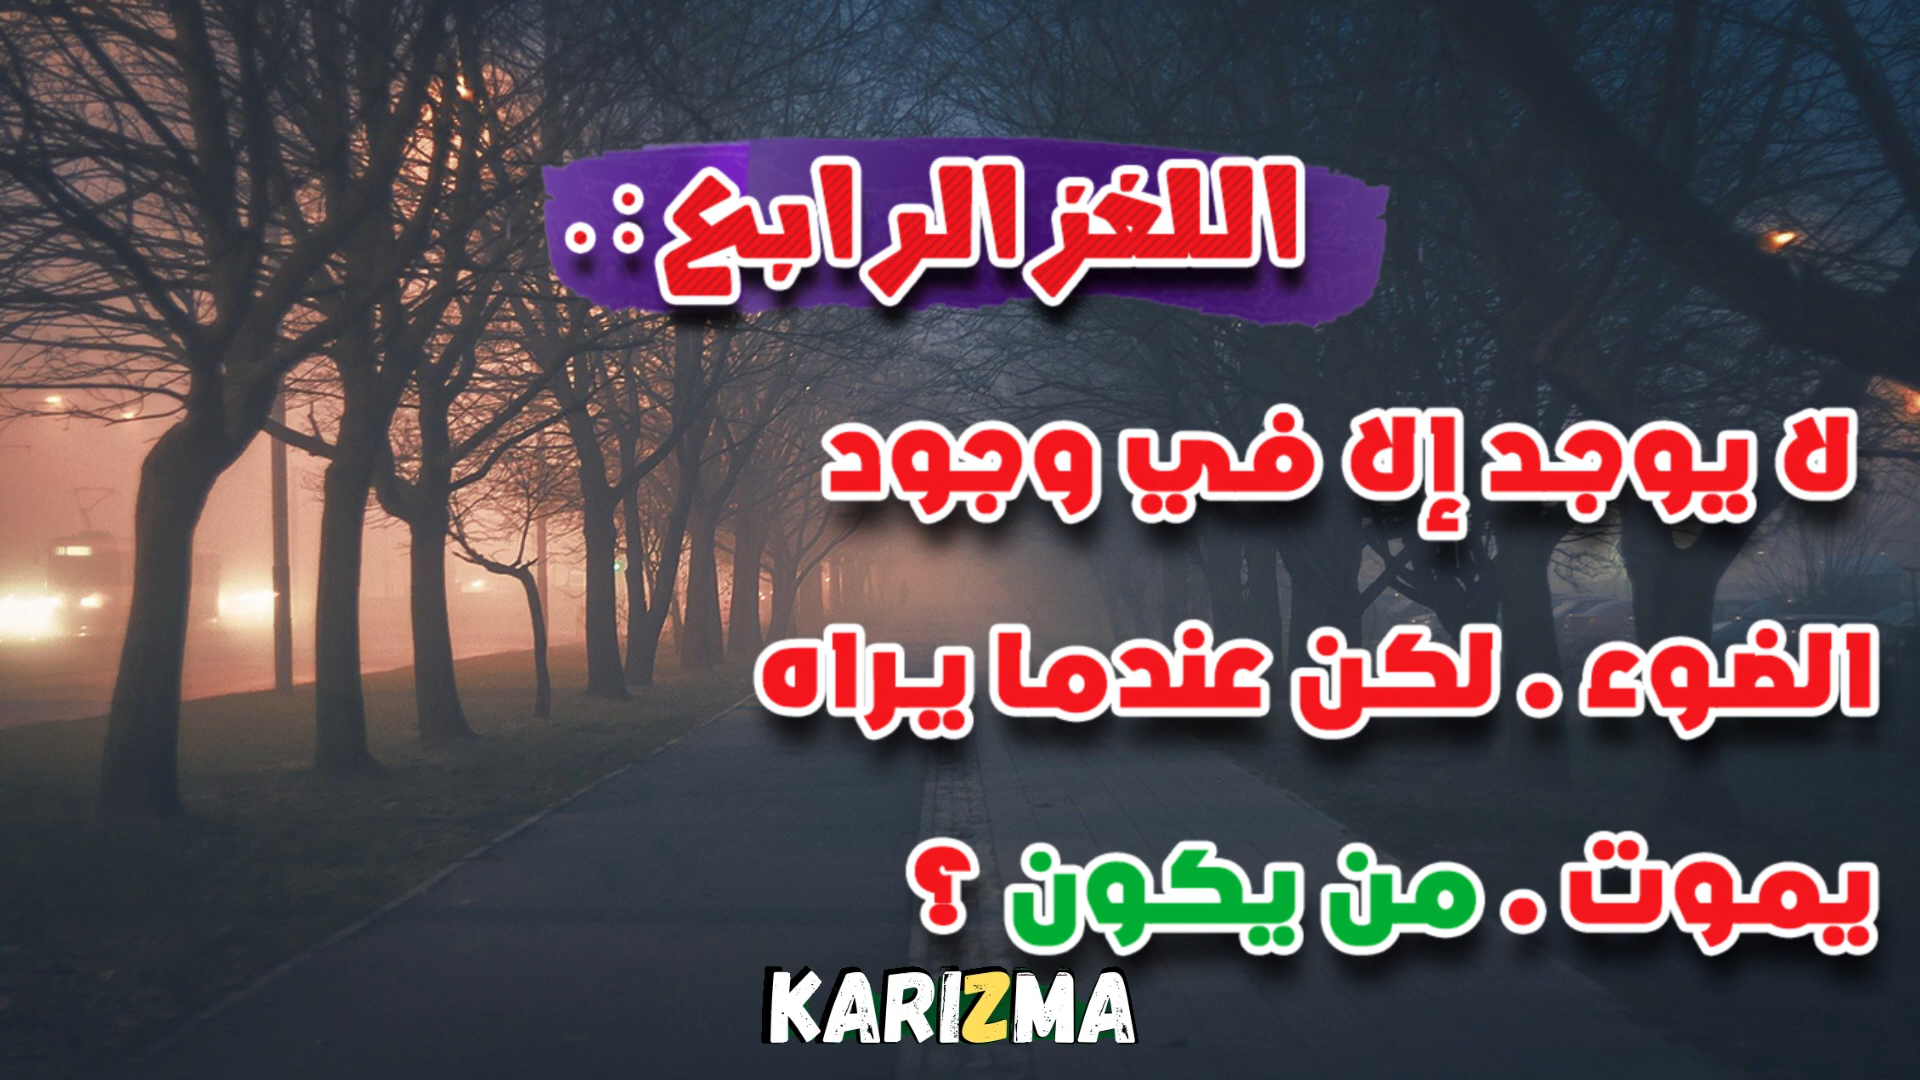 اللغز الرابع :.
لا يوجد إلا في وجود
الضوء . لكن عندما يراه
يموت . من يكون ؟
KARIZMA